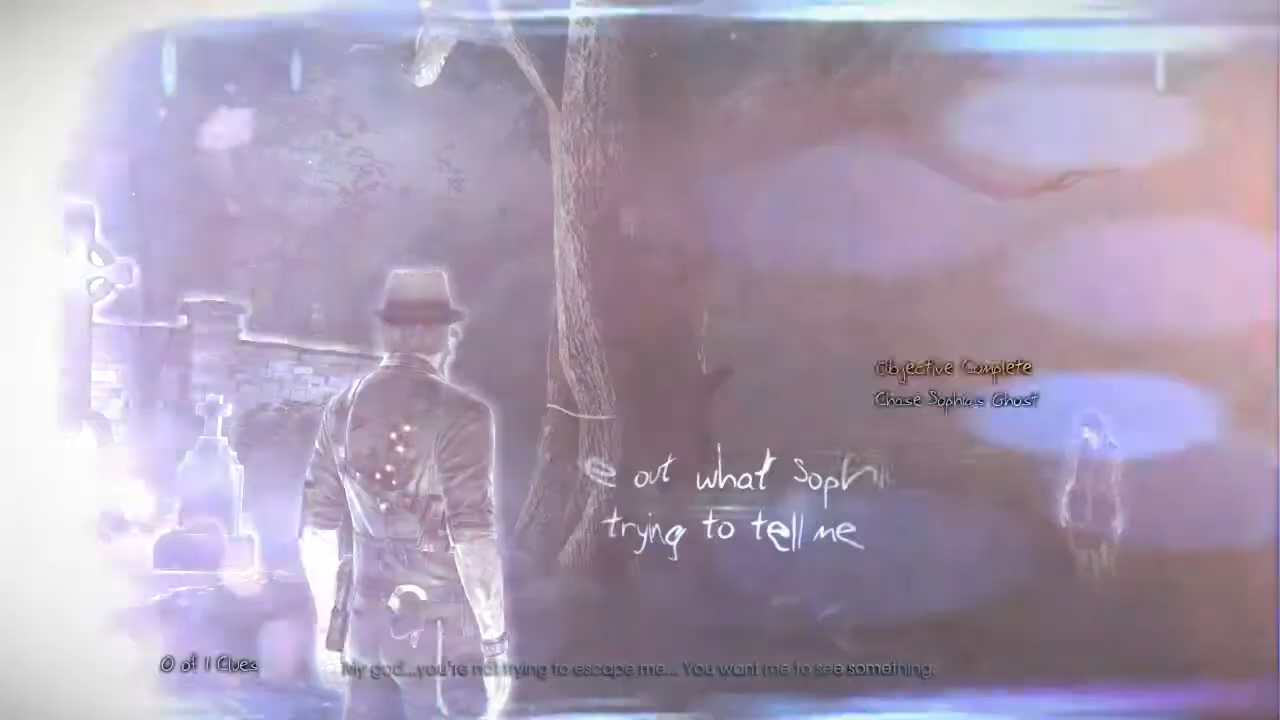 Objective Complete
Chase Sophia's Ghost
e out what Soph
trying to tell me
0 of 1 Clues
My god...you're not trying to escape me... You want me to see something.